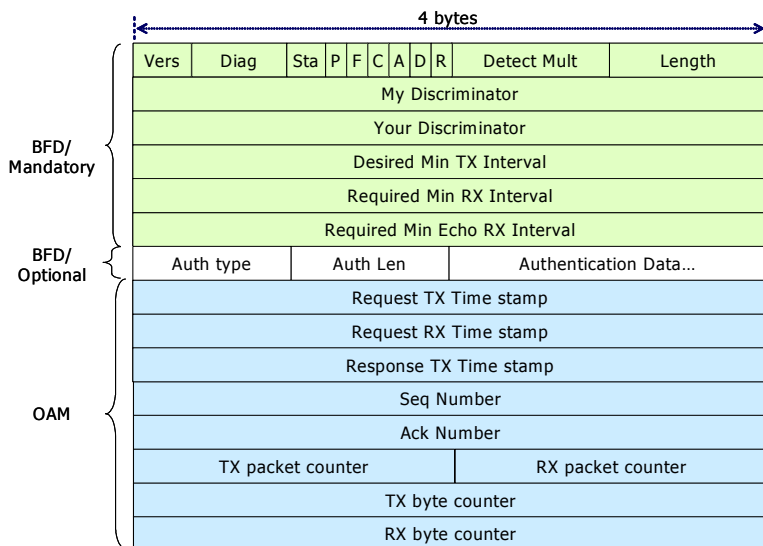 4 bytes
Vers Diag Sta P F C A D R Detect Mult Length
My Discriminator
Your Discriminator
BFD/
Mandatory
Desired Min TX Interval
Required Min RX Interval
Required Min Echo RX Interval
BFD/
Optional
Auth type Auth Len Authentication Data...
Request TX Time stamp
Request RX Time stamp
Response TX Time stamp
OAM
Seq Number
Ack Number
TX packet counter RX packet counter
TX byte counter
RX byte counter